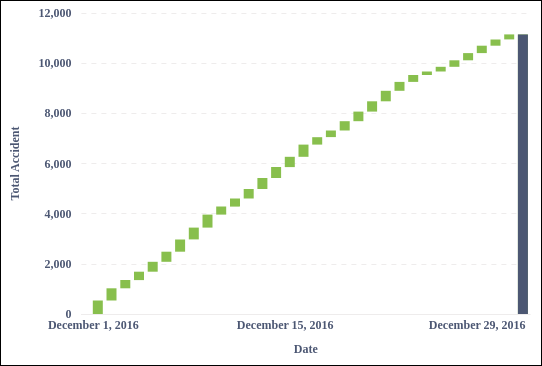 12,000
10,000
8,000
6,000
4,000
2,000
0
Total Accident
December 1, 2016
December 15, 2016
December 29, 2016
Date